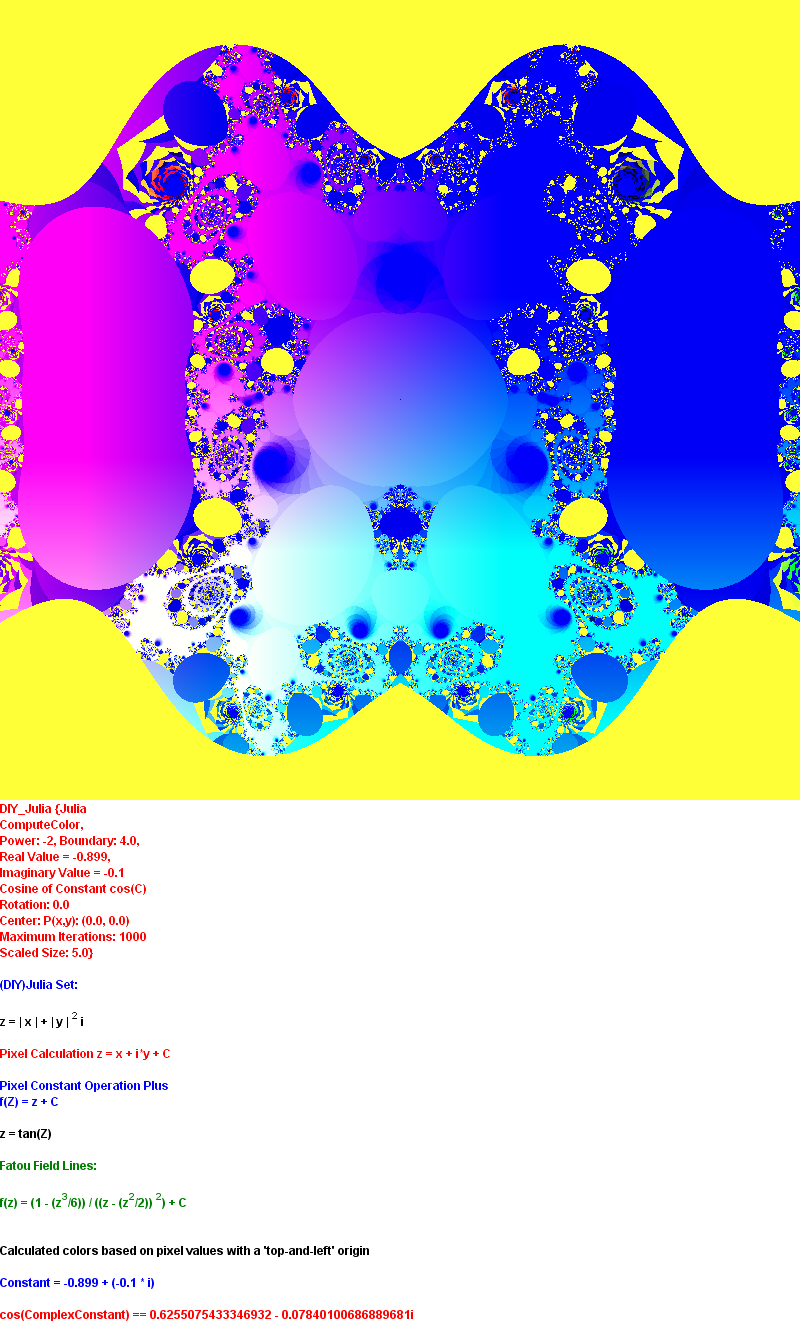 DIY_Julia {Julia
ComputeColor,
Power: -2, Boundary: 4.0,
Real Value = -0.899,
Imaginary Value = -0.1
Cosine of Constant cos(C)
Rotation: 0.0
Center: P(x,y): (0.0, 0.0)
Maximum Iterations: 1000
Scaled Size: 5.0}
(DIY)Julia Set:
z = | x | + | y | ² i
Pixel Calculation z = x + i*y + C
Pixel Constant Operation Plus
f(Z) = z + C
z = tan(Z)
Fatou Field Lines:
f(z) = (1 - (z³/6)) / ((z - (z²/2)) ²) + C
Calculated colors based on pixel values with a 'top-and-left' origin
Constant = -0.899 + (-0.1 * i)
cos(ComplexConstant) == 0.6255075433346932 - 0.07840100686889681i